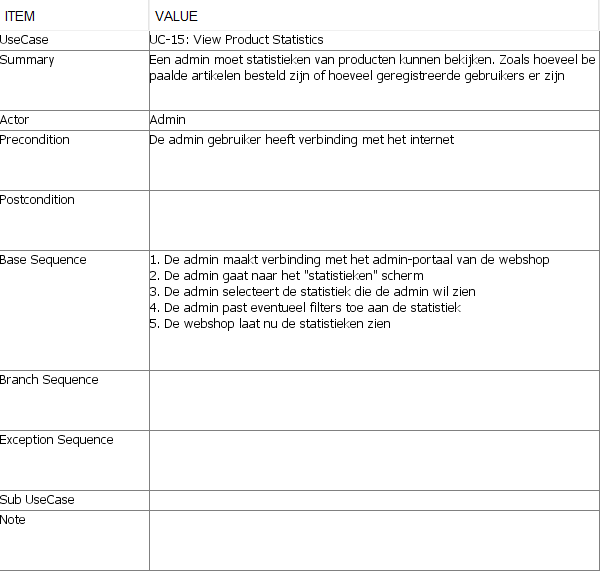 ITEM VALUE
UseCase UC-15: View Product Statistics
Summary Een admin moet statistieken van producten kunnen bekijken. Zoals hoeveel be
paalde artikelen besteld zijn of hoeveel geregistreerde gebruikers er zijn
Actor Admin
Precondition De admin gebruiker heeft verbinding met het internet
Postcondition
Base Sequence 1. De admin maakt verbinding met het admin-portaal van de webshop
2. De admin gaat naar het "statistieken" scherm
3. De admin selecteert de statistiek die de admin wil zien
4. De admin past eventueel filters toe aan de statistiek
5. De webshop laat nu de statistieken zien
Branch Sequence
Exception Sequence
Sub UseCase
Note